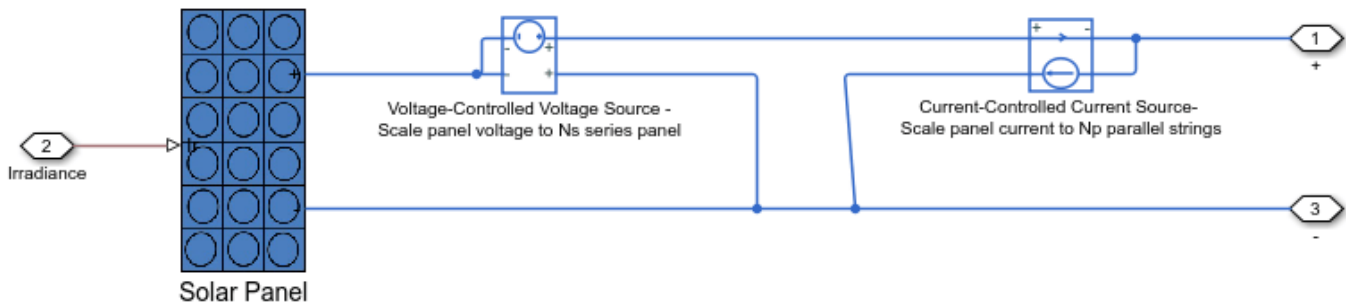 1
+
+
-
+
-
+
-
+
Voltage-Controlled Voltage Source -
Scale panel voltage to Ns series panel
Current-Controlled Current Source-
Scale panel current to Np parallel strings
2
Irradiance
Ir
3
-
-
Solar Panel